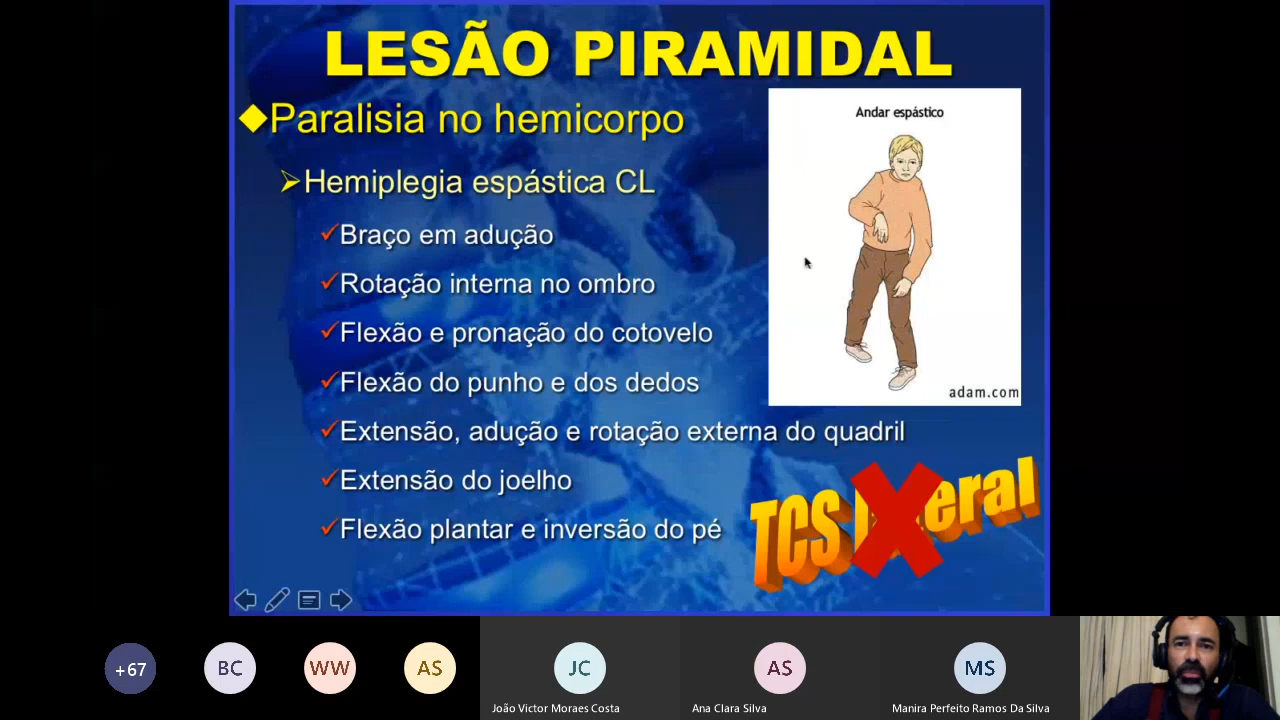 LESÃO PIRAMIDAL
Paralisia no hemicorpo
Hemiplegia espástica CL
Braço em adução
Rotação interna no ombro
Flexão e pronação do cotovelo
Flexão do punho e dos dedos
Extensão, adução e rotação externa do quadril
Extensão do joelho
Flexão plantar e inversão do pé
Andar espástico
adam.com
TCS
+67
BC
WW
AS
JC
João Victor Moraes Costa
AS
Ana Clara Silva
MS
Manira Perfeito Ramos Da Silva